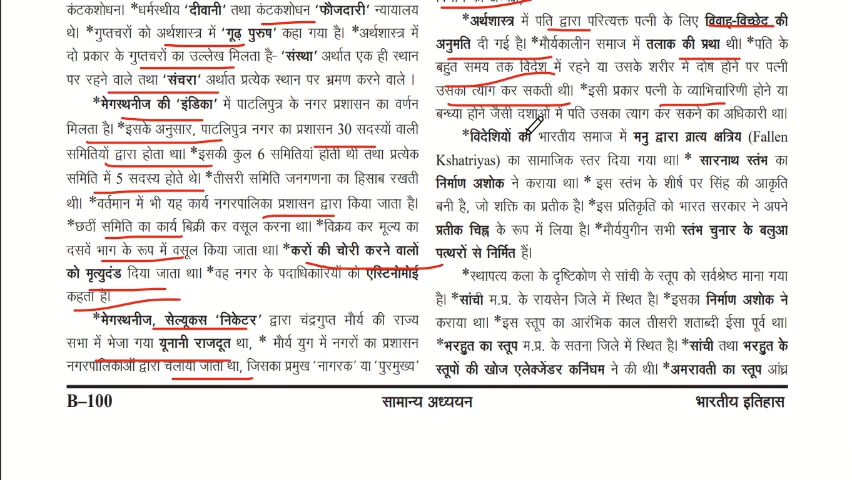 कंटकशोधन। *धर्मस्थीय ‘दीवानी’ तथा कंटकशोधन ‘फौजदारी’ न्यायालय
थे। *गुप्तचरों को अर्थशास्त्र में ‘गूढ़ पुरुष’ कहा गया है। *अर्थशास्त्र में
दो प्रकार के गुप्तचरों का उल्लेख मिलता है- ‘संस्था’ अर्थात एक ही स्थान
पर रहने वाले तथा ‘संचरा’ अर्थात प्रत्येक स्थान पर भ्रमण करने वाले ।
*मेगस्थनीज की ‘इंडिका’ में पाटलिपुत्र के नगर प्रशासन का वर्णन
मिलता है। *इसके अनुसार, पाटलिपुत्र नगर का प्रशासन 30 सदस्यों वाली
समितियों द्वारा होता था। *इसकी कुल 6 समितियां होती थीं तथा प्रत्येक
समिति में 5 सदस्य होते थे। *तीसरी समिति जनगणना का हिसाब रखती
थी। *वर्तमान में भी यह कार्य नगरपालिका प्रशासन द्वारा किया जाता है।
*छठीं समिति का कार्य बिक्री कर वसूल करना था। *विक्रय कर मूल्य का
दसवें भाग के रूप में वसूल किया जाता था। *करों की चोरी करने वालों
को मृत्युदंड दिया जाता था। *वह नगर के पदाधिकारियों को एस्टिनोमोई
कहता है।
*मेगस्थनीज, सेल्यूकस ‘निकेटर’ द्वारा चंद्रगुप्त मौर्य की राज्य
सभा में भेजा गया यूनानी राजदूत था, * मौर्य युग में नगरों का प्रशासन
नगरपालिकाओं द्वारा चलाया जाता था, जिसका प्रमुख ‘नागरक’ या ‘पुरमुख्य’
*अर्थशास्त्र में पति द्वारा परित्यक्त पत्नी के लिए विवाह-विच्छेद की
अनुमति दी गई है। *मौर्यकालीन समाज में तलाक की प्रथा थी। *पति के
बहुत समय तक विदेश में रहने या उसके शरीर में दोष होने पर पत्नी
उसका त्याग कर सकती थी। *इसी प्रकार पत्नी के व्याभिचारिणी होने या
बन्ध्या होने जैसी दशाओं में पति उसका त्याग कर सकने का अधिकारी था।
*विदेशियों को भारतीय समाज में मनु द्वारा व्रात्य क्षत्रिय (Fallen
Kshatriyas) का सामाजिक स्तर दिया गया था। * सारनाथ स्तंभ का
निर्माण अशोक ने कराया था। * इस स्तंभ के शीर्ष पर सिंह की आकृति
बनी है, जो शक्ति का प्रतीक है। *इस प्रतिकृति को भारत सरकार ने अपने
प्रतीक चिह्न के रूप में लिया है। *मौर्ययुगीन सभी स्तंभ चुनार के बलुआ
पत्थरों से निर्मित हैं।
*स्थापत्य कला के दृष्टिकोण से सांची के स्तूप को सर्वश्रेष्ठ माना गया
है। *सांची म.प्र. के रायसेन जिले में स्थित है। *इसका निर्माण अशोक ने
कराया था। *इस स्तूप का आरंभिक काल तीसरी शताब्दी ईसा पूर्व था।
*भरहुत का स्तूप म.प्र. के सतना जिले में स्थित है। *सांची तथा भरहुत के
स्तूपों की खोज एलेक्जेंडर कनिंघम ने की थी। *अमरावती का स्तूप आंध्र
B–100 सामान्य अध्ययन भारतीय इतिहास